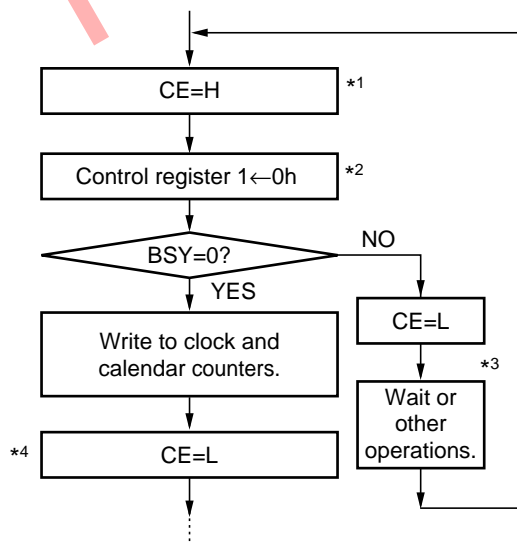 CE=H
*1
Control register 1←0h
*2
BSY=0?
NO
YES
Write to clock and
calendar counters.
CE=L
*3
Wait or
other
operations.
*4
CE=L